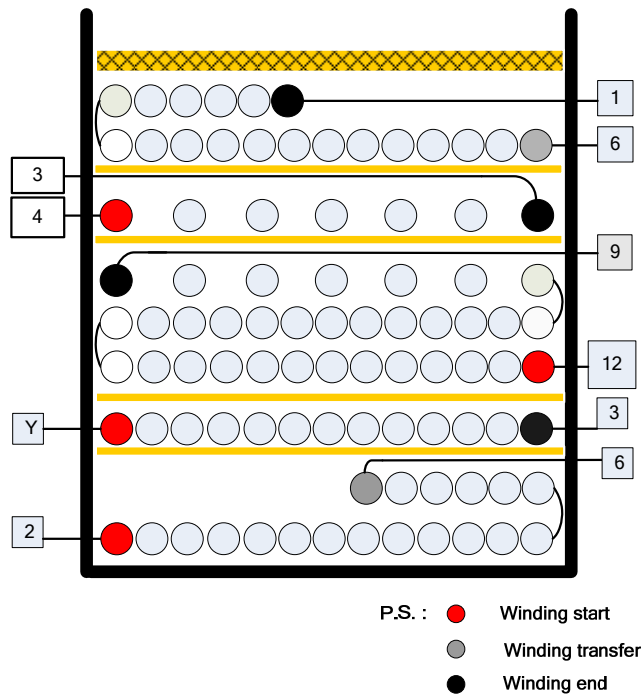 1
6
3
4
9
12
Y
3
6
2
P.S. :
Winding start
Winding transfer
Winding end